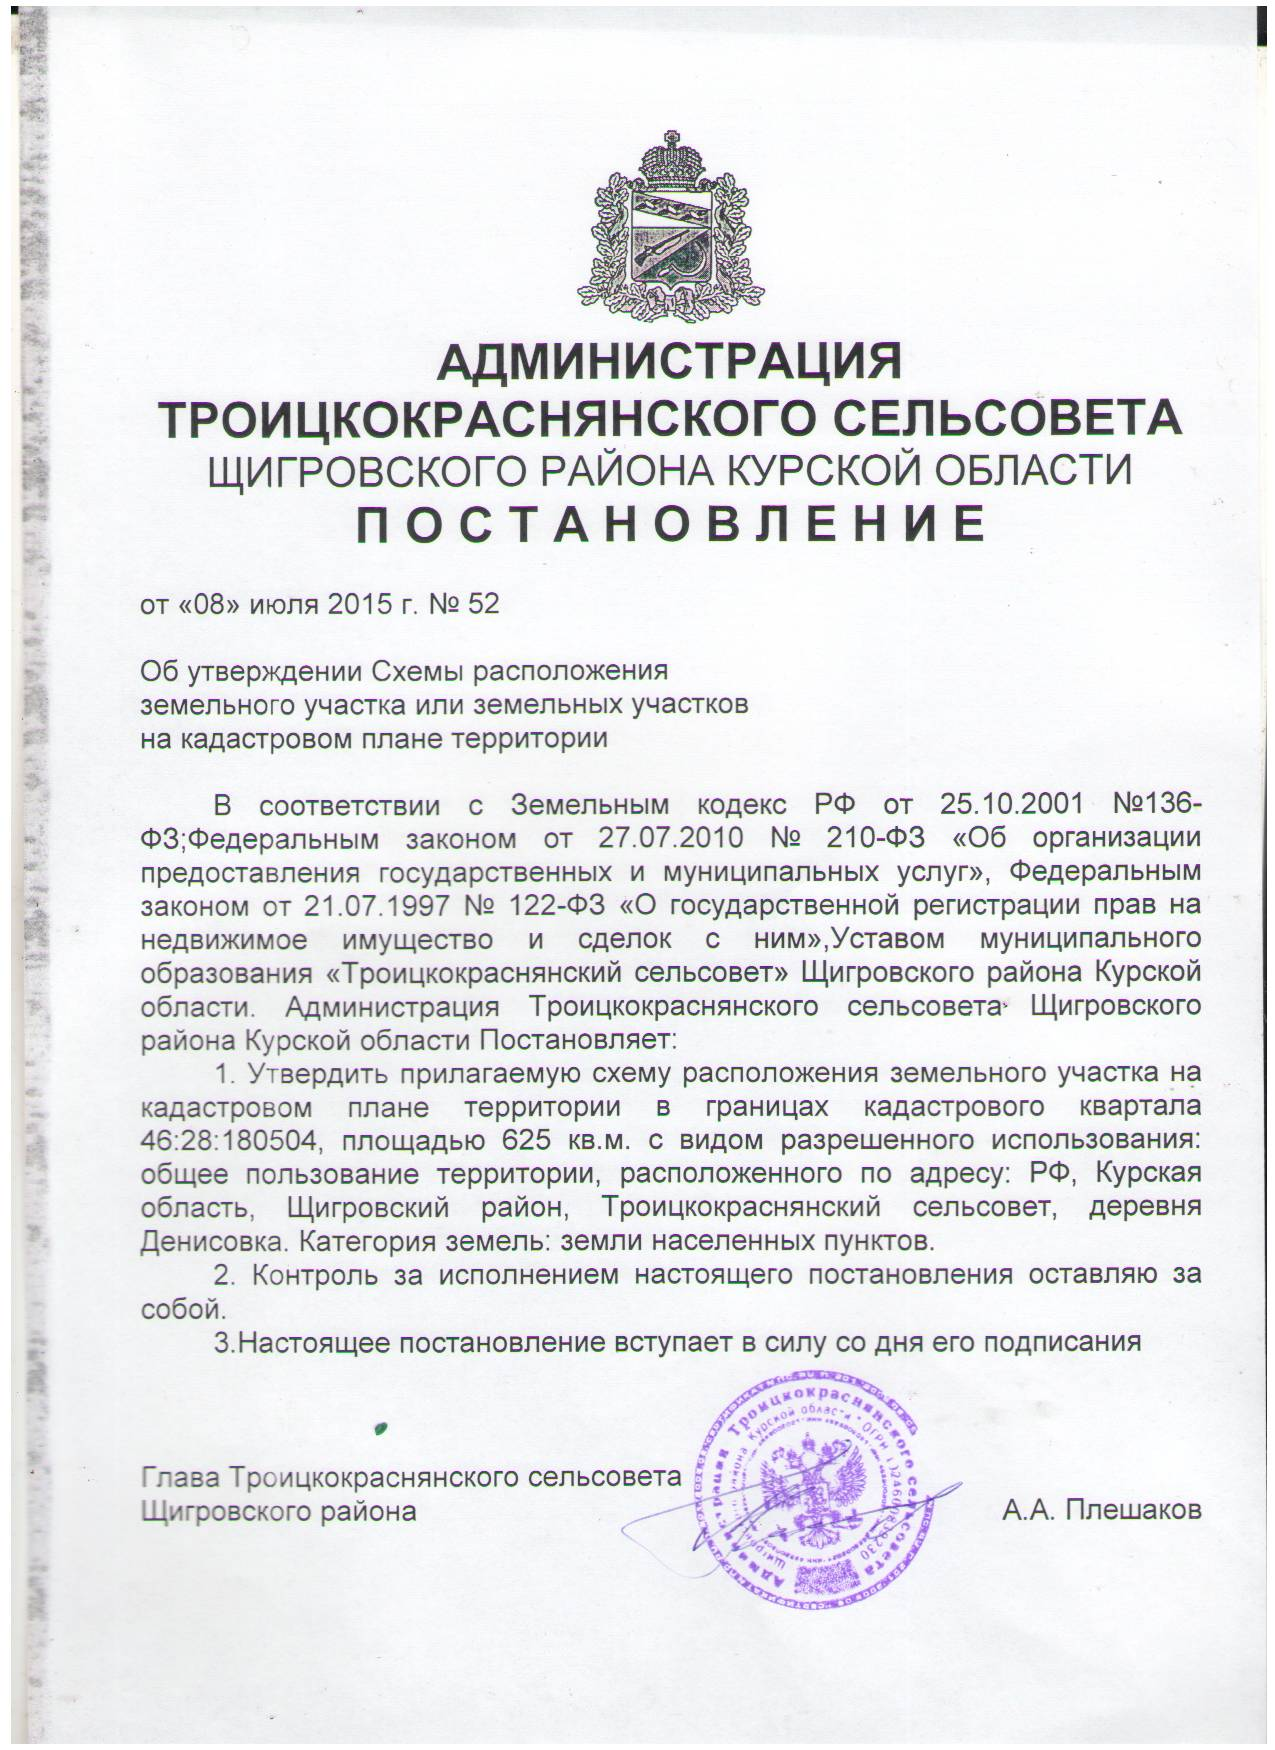 АДМИНИСТРАЦИЯ
ТРОИЦКОКРАСНЯНСКОГО СЕЛЬСОВЕТА
ЩИГРОВСКОГО РАЙОНА КУРСКОЙ ОБЛАСТИ
П О С Т А Н О В Л Е Н И Е
от «08» июля 2015 г. № 52
Об утверждении Схемы расположения
земельного участка или земельных участков
на кадастровом плане территории
В соответствии с Земельным кодекс РФ от 25.10.2001 №136-
ФЗ;Федеральным законом от 27.07.2010 № 210-ФЗ «Об организации
предоставления государственных и муниципальных услуг», Федеральным
законом от 21.07.1997 № 122-ФЗ «О государственной регистрации прав на
недвижимое имущество и сделок с ним»,Уставом муниципального
образования «Троицкокраснянский сельсовет» Щигровского района Курской
области. Администрация Троицкокраснянского сельсовета Щигровского
района Курской области Постановляет:
1. Утвердить прилагаемую схему расположения земельного участка на
кадастровом плане территории в границах кадастрового квартала
46:28:180504, площадью 625 кв.м. с видом разрешенного использования:
общее пользование территории, расположенного по адресу: РФ, Курская
область, Щигровский район, Троицкокраснянский сельсовет, деревня
Денисовка. Категория земель: земли населенных пунктов.
2. Контроль за исполнением настоящего постановления оставляю за
собой.
3.Настоящее постановление вступает в силу со дня его подписания
Глава Троицкокраснянского сельсовета
Щигровского района
А.А. Плешаков
Администрации Троицкокраснянского сельсовета
района Курской области * ОГРН